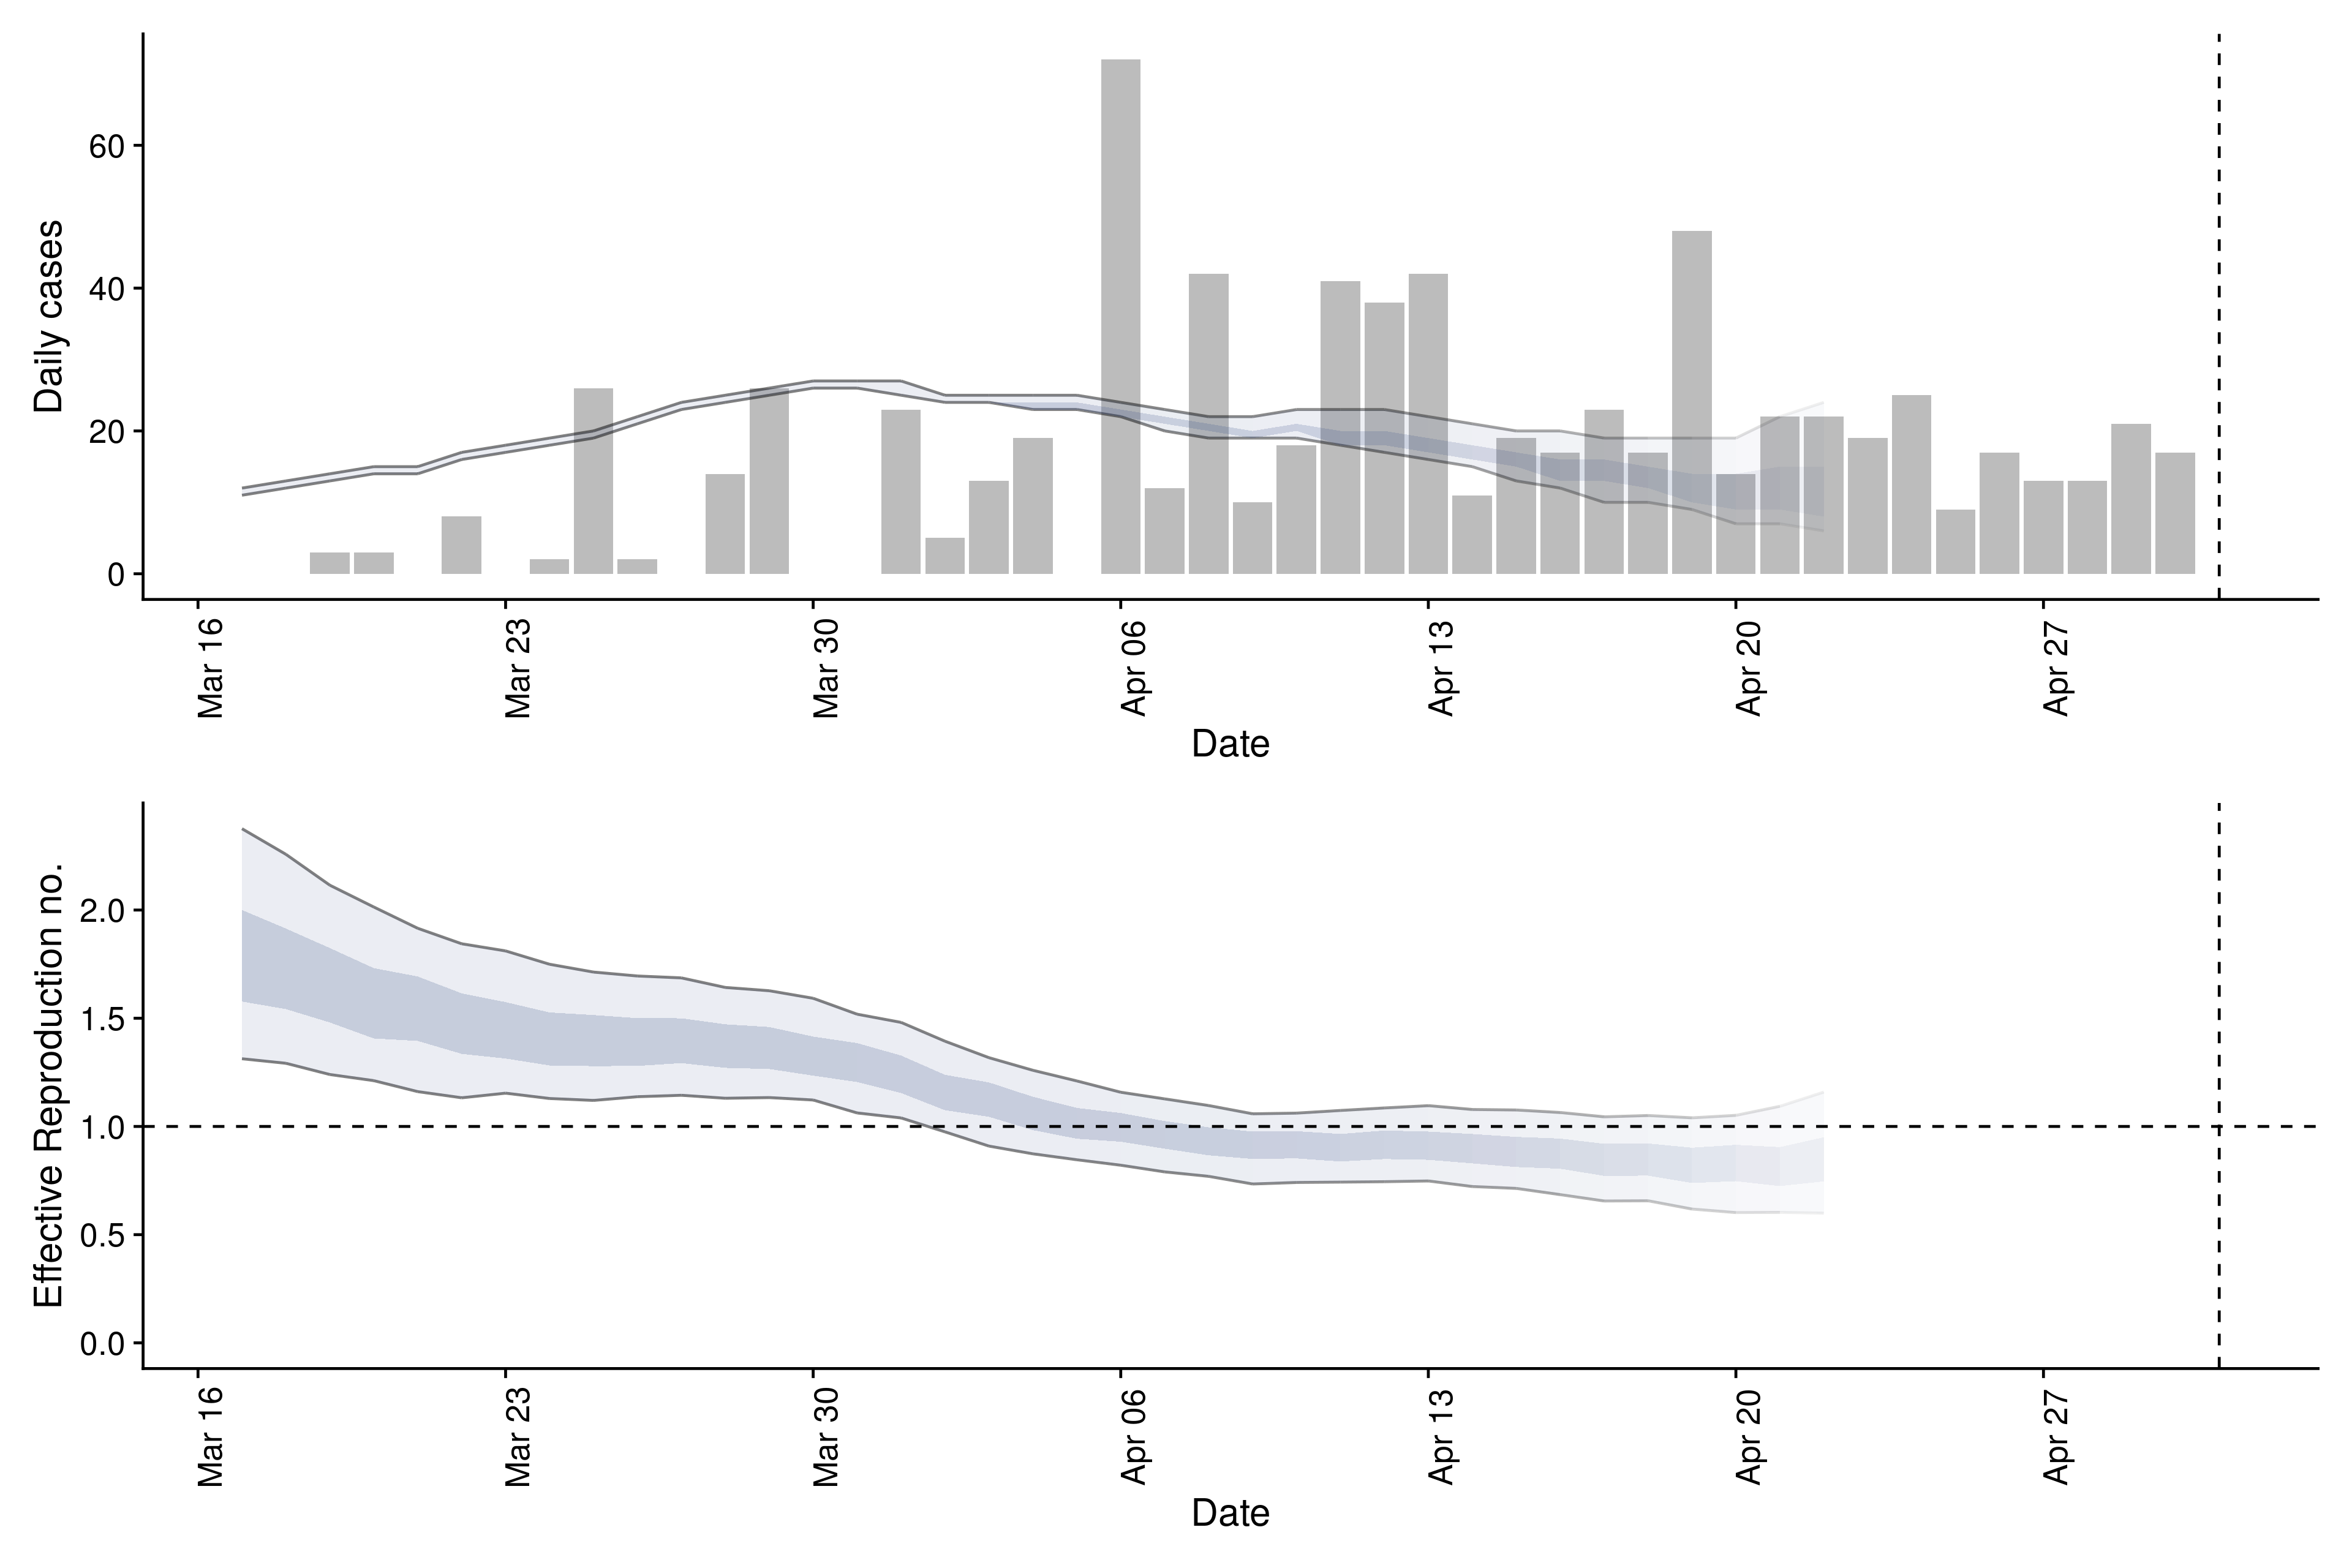 Daily cases
60
40
20
0
Mar 16
Mar 23
Mar 30
Apr 06
Apr 13
Apr 20
Apr 27
Date
Effective Reproduction no.
2.0
1.5
1.0
0.5
0.0
Mar 16
Mar 23
Mar 30
Apr 06
Apr 13
Apr 20
Apr 27
Date